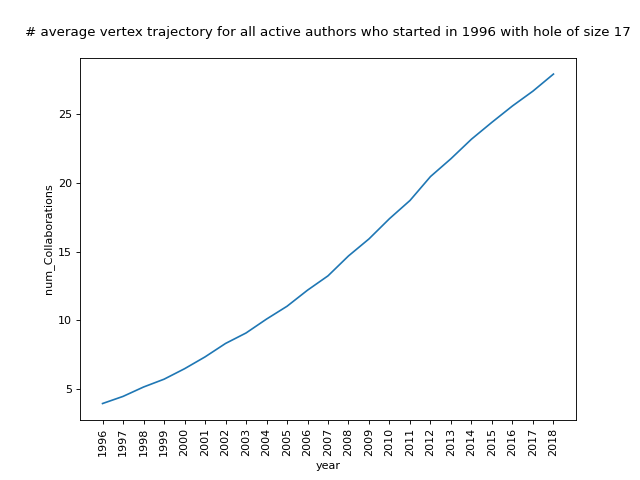 # average vertex trajectory for all active authors who started in 1996 with hole of size 17
num_Collaborations
25
20
15
10
5
1996 1997 1998 1999 2000 2001 2002 2003 2004 2005 2006 2007 2008 2009 2010 2011 2012 2013 2014 2015 2016 2017 2018
year